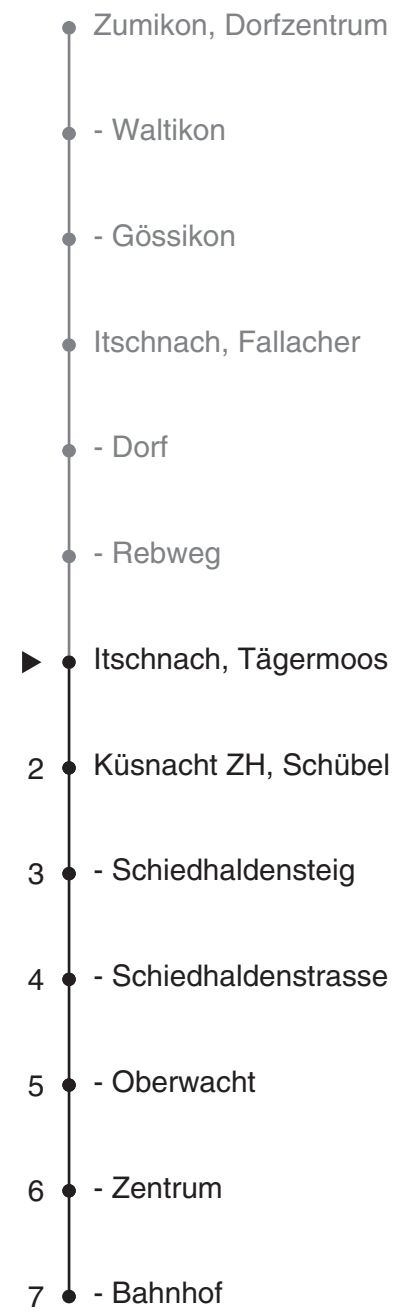 Zumikon, Dorfzentrum
- Waltikon
- Gössikon
Itschnach, Fallacher
- Dorf
- Rebweg
Itschnach, Tägermoos
2 Küsnacht ZH, Schübel
3 - Schiedhaldensteig
4 - Schiedhaldenstrasse
5 - Oberwacht
6 - Zentrum
7 - Bahnhof